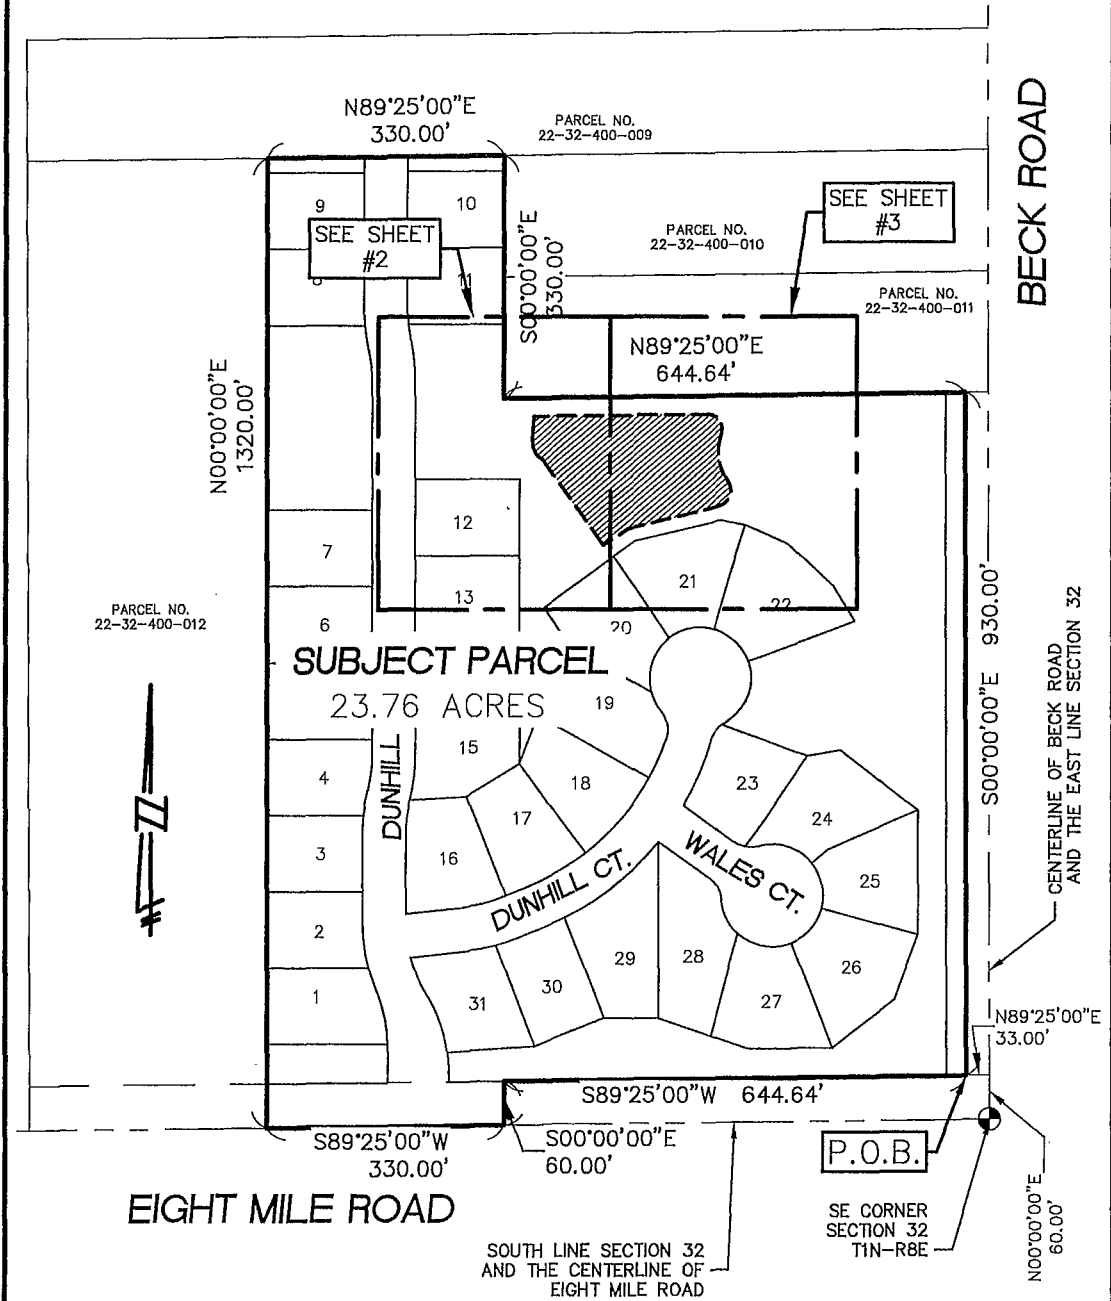 N89°25'00"E
330.00'
PARCEL NO.
22-32-400-009
BECK ROAD
9
10
SEE SHEET
#2
SEE SHEET
#3
S00°00'00"E
330.00'
PARCEL NO.
22-32-400-010
8
11
PARCEL NO.
22-32-400-011
N89°25'00"E
644.64'
N00°00'00"E
1320.00'
12
7
13
21
22
PARCEL NO.
22-32-400-012
6
20
S00°00'00"E 930.00'
CENTERLINE OF BECK ROAD
AND THE EAST LINE SECTION 32
SUBJECT PARCEL
23.76 ACRES
19
15
18
23
4
N
DUNHILL
17
24
3
16
WALES CT.
25
DUNHILL CT.
2
29
28
26
1
31
30
27
N89°25'00"E
33.00'
S89°25'00"W 644.64'
S89°25'00"W
330.00'
S00°00'00"E
60.00'
P.O.B.
EIGHT MILE ROAD
SE CORNER
SECTION 32
T1N-R8E
N00°00'00"E
60.00'
SOUTH LINE SECTION 32
AND THE CENTERLINE OF
EIGHT MILE ROAD